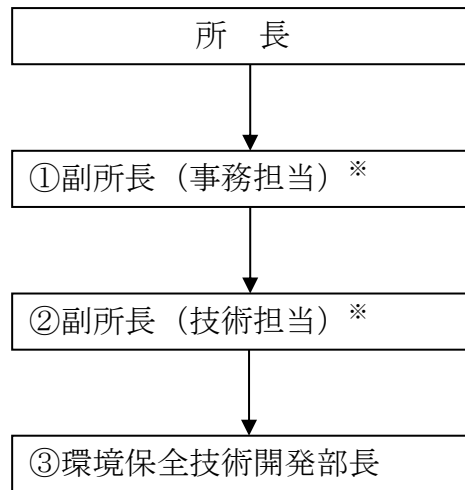 所　長
①副所長（事務担当）※
②副所長（技術担当）※
③環境保全技術開発部長